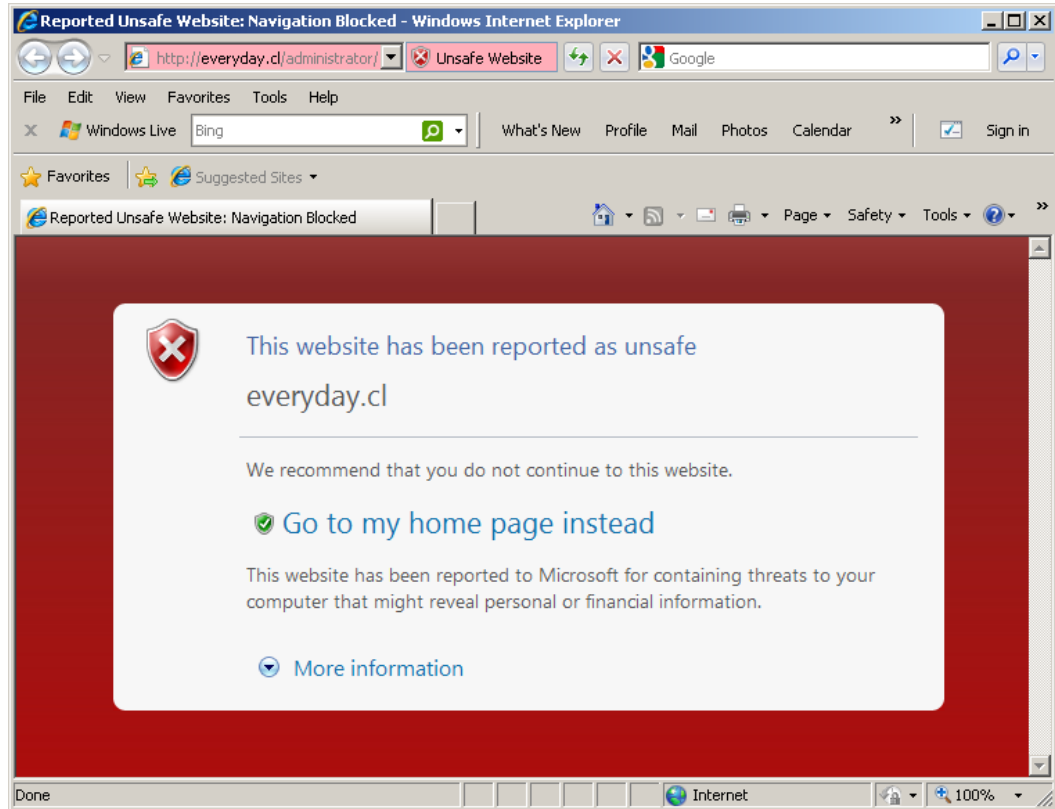 Reported Unsafe Website: Navigation Blocked - Windows Internet Explorer
http://everyday.cl/administrator/ Unsafe Website Google
File Edit View Favorites Tools Help
x Windows Live Bing What's New Profile Mail Photos Calendar » Sign in
Favorites Suggested Sites
Reported Unsafe Website: Navigation Blocked Page Safety Tools »
This website has been reported as unsafe
everyday.cl
We recommend that you do not continue to this website.
Go to my home page instead
This website has been reported to Microsoft for containing threats to your
computer that might reveal personal or financial information.
More information
Done Internet 100%